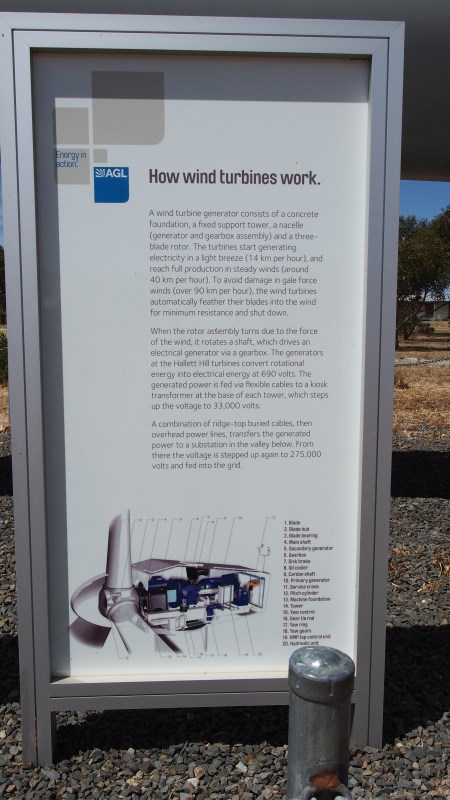 Energy in
action.
AGL
How wind turbines work.
A wind turbine generator consists of a concrete
foundation, a fixed support tower, a nacelle
(generator and gearbox assembly) and a three-
blade rotor. The turbines start generating
electricity in a light breeze (14 km per hour), and
reach full production in steady winds (around
40 km per hour). To avoid damage in gale force
winds (over 90 km per hour), the wind turbines
automatically feather their blades into the wind
for minimum resistance and shut down.
When the rotor assembly turns due to the force
of the wind, it rotates a shaft, which drives an
electrical generator via a gearbox. The generators
at the Hallett Hill turbines convert rotational
energy into electrical energy at 690 volts. The
generated power is fed via flexible cables to a kiosk
transformer at the base of each tower, which steps
up the voltage to 33,000 volts.
A combination of ridge-top buried cables, then
overhead power lines, transfers the generated
power to a substation in the valley below. From
there the voltage is stepped up again to 275,000
volts and fed into the grid.
1. Blade
2. Blade hub
3. Blade bearing
4. Main shaft
5. Secondary generator
6. Gearbox
7. Disk brake
8. Oil cooler
9. Cardan shaft
10. Primary generator
11. Service crane
12. Pitch cylinder
13. Machine foundation
14. Tower
15. Yaw control
16. Gear tie rod
17. Yaw ring
18. Yaw gears
19. VMP top control unit
20. Hydraulic unit